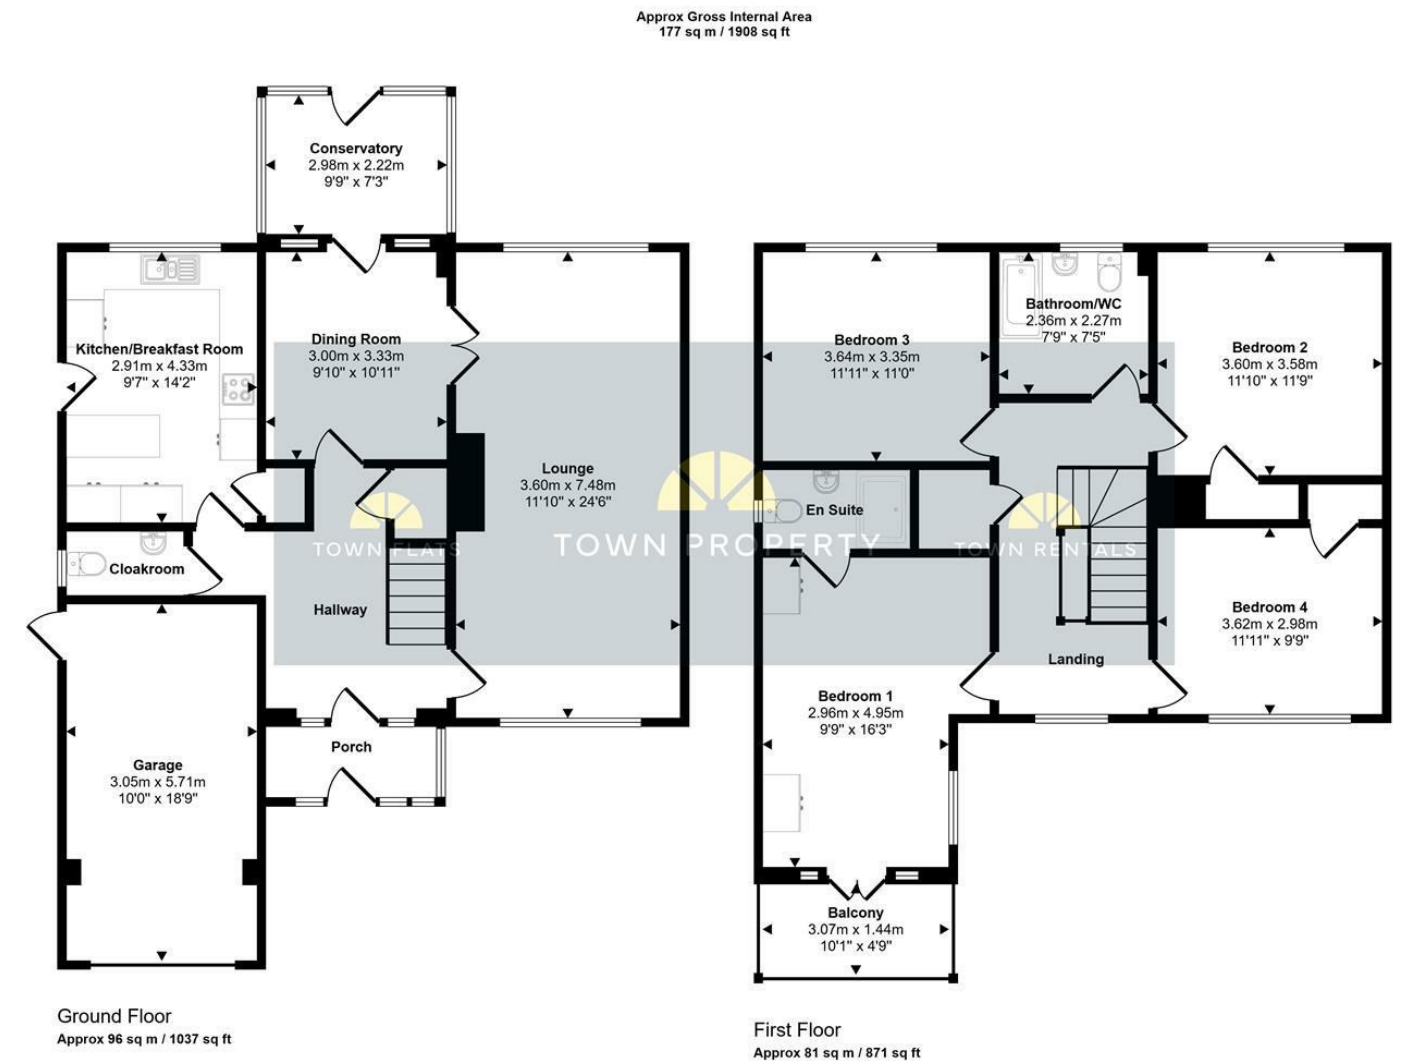 Approx Gross Internal Area
177 sq m / 1908 sq ft
Conservatory
2.98m x 2.22m
9'9" x 7'3"
Kitchen/Breakfast Room
2.91m x 4.33m
9'7" x 14'2"
Dining Room
3.00m x 3.33m
9'10" x 10'11"
Lounge
3.60m x 7.48m
11'10" x 24'6"
Cloakroom
Hallway
Porch
Garage
3.05m x 5.71m
10'0" x 18'9"
Ground Floor
Approx 96 sq m / 1037 sq ft
Bedroom 3
3.64m x 3.35m
11'11" x 11'0"
Bathroom/WC
2.36m x 2.27m
7'9" x 7'5"
Bedroom 2
3.60m x 3.58m
11'10" x 11'9"
En Suite
Bedroom 4
3.62m x 2.98m
11'11" x 9'9"
Landing
Bedroom 1
2.96m x 4.95m
9'9" x 16'3"
Balcony
3.07m x 1.44m
10'1" x 4'9"
First Floor
Approx 81 sq m / 871 sq ft
TOWN FLATS
TOWN PROPERTY
TOWN RENTALS